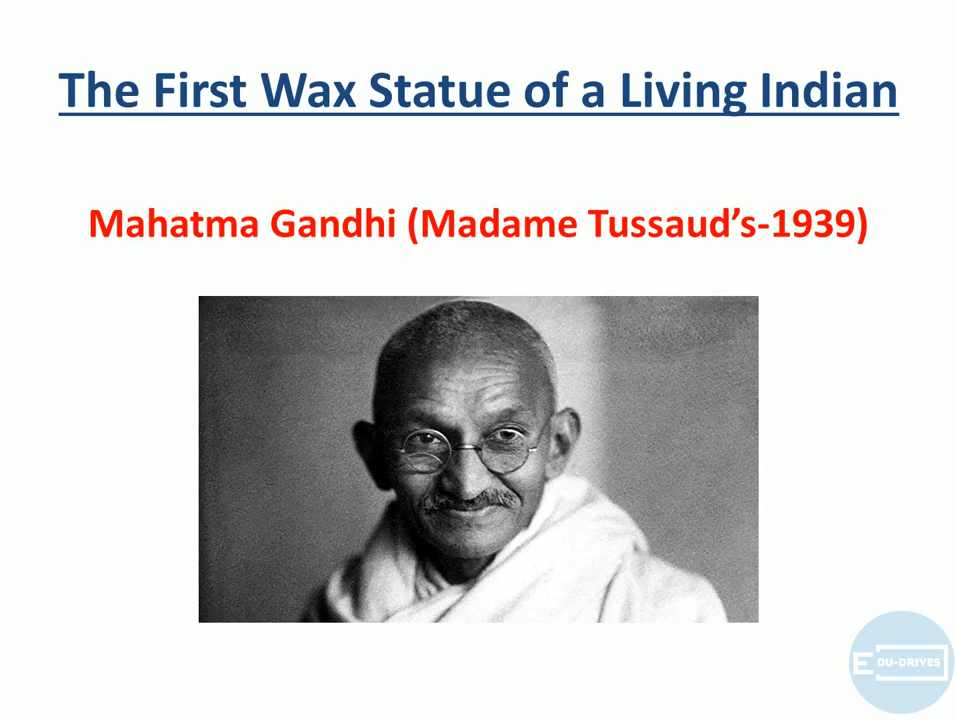 The First Wax Statue of a Living Indian
Mahatma Gandhi (Madame Tussaud’s-1939)
EDU-DRIVES